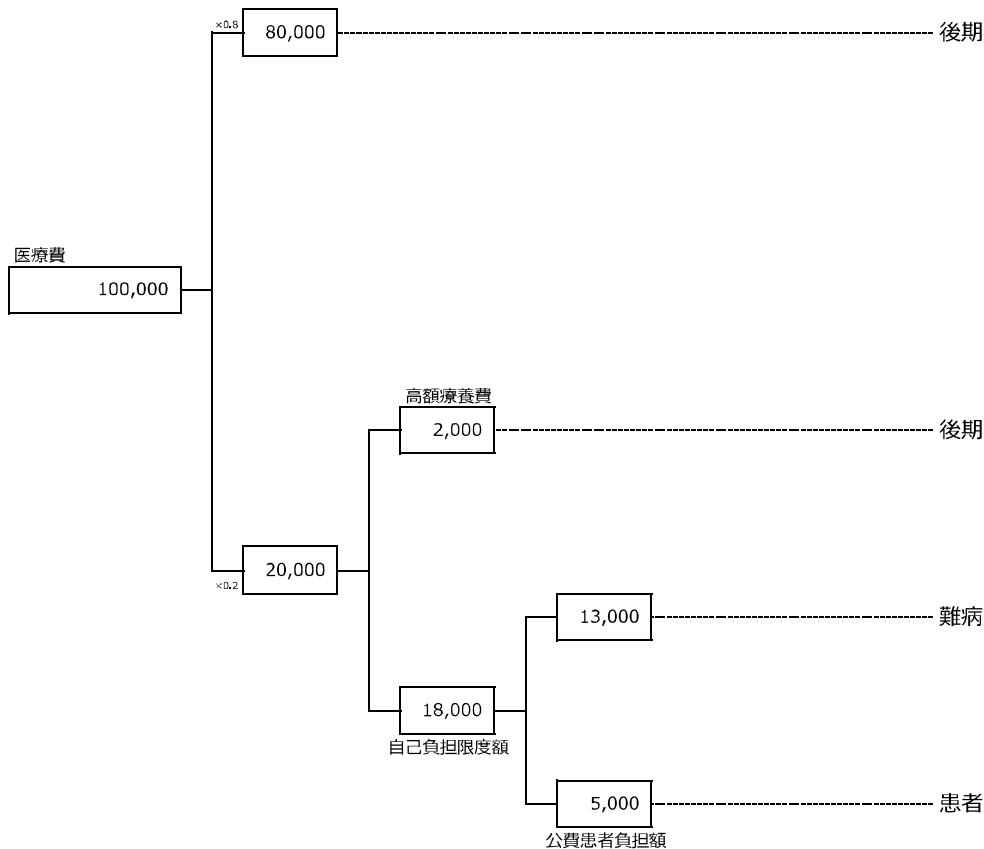 ×0.8
80,000
後期
医療費
100,000
高額療養費
2,000
後期
20,000
×0.2
13,000
難病
18,000
自己負担限度額
5,000
患者
公費患者負担額